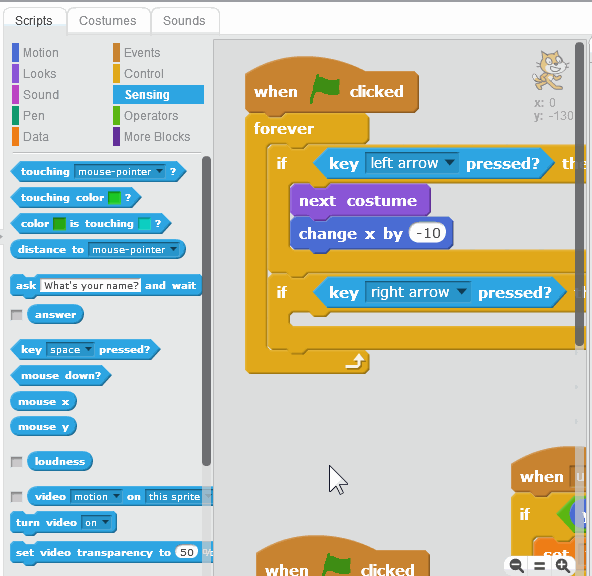 Scripts Costumes Sounds
Motion Events
Looks Control
Sound Sensing
Pen Operators
Data More Blocks
touching mouse-pointer ?
touching color ?
color is touching ?
distance to mouse-pointer
ask What's your name? and wait
answer
key space pressed?
mouse down?
mouse x
mouse y
loudness
video motion on this sprite
turn video on
set video transparency to 50 %
x: 0
y: -130
when clicked
forever
if key left arrow pressed? the
next costume
change x by -10
if key right arrow pressed?
when
if
set
when clicked